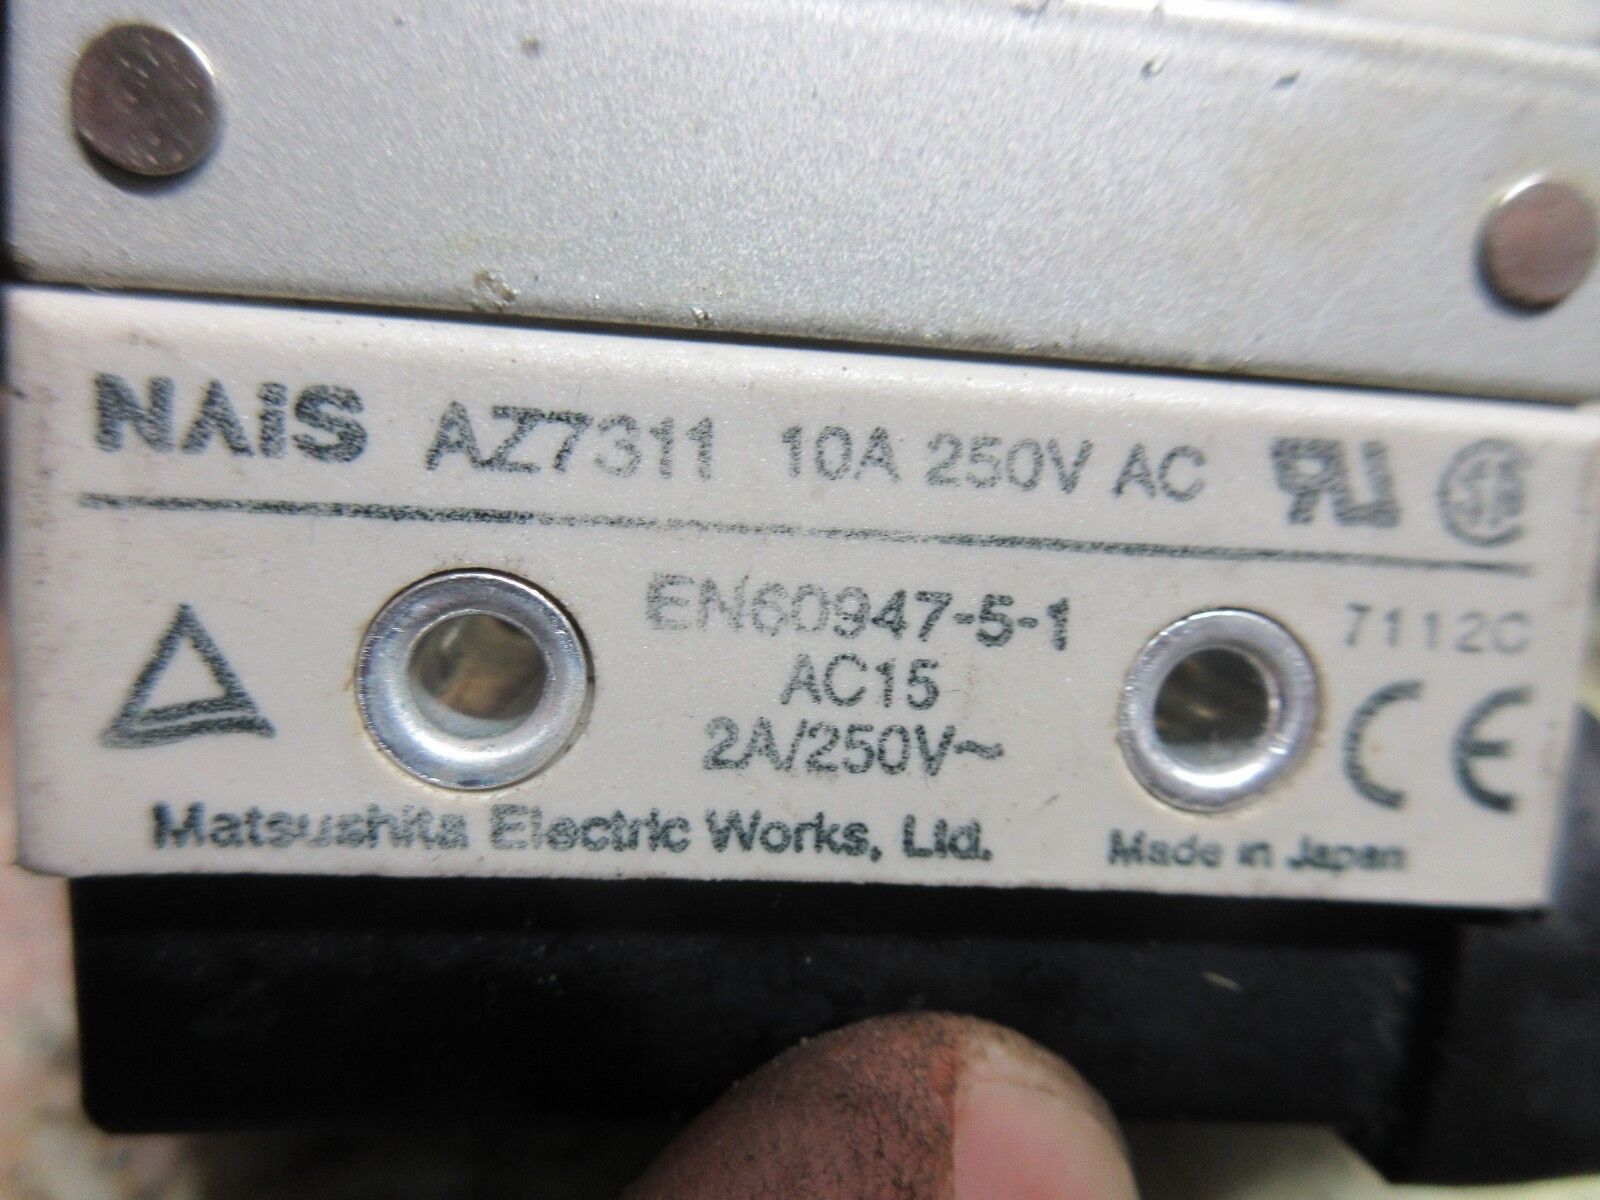 NAiS AZ7311 10A 250V AC
EN60947-5-1
7112C
AC15
2A/250V~
CE
Matsushita Electric Works, Ltd.
Made in Japan